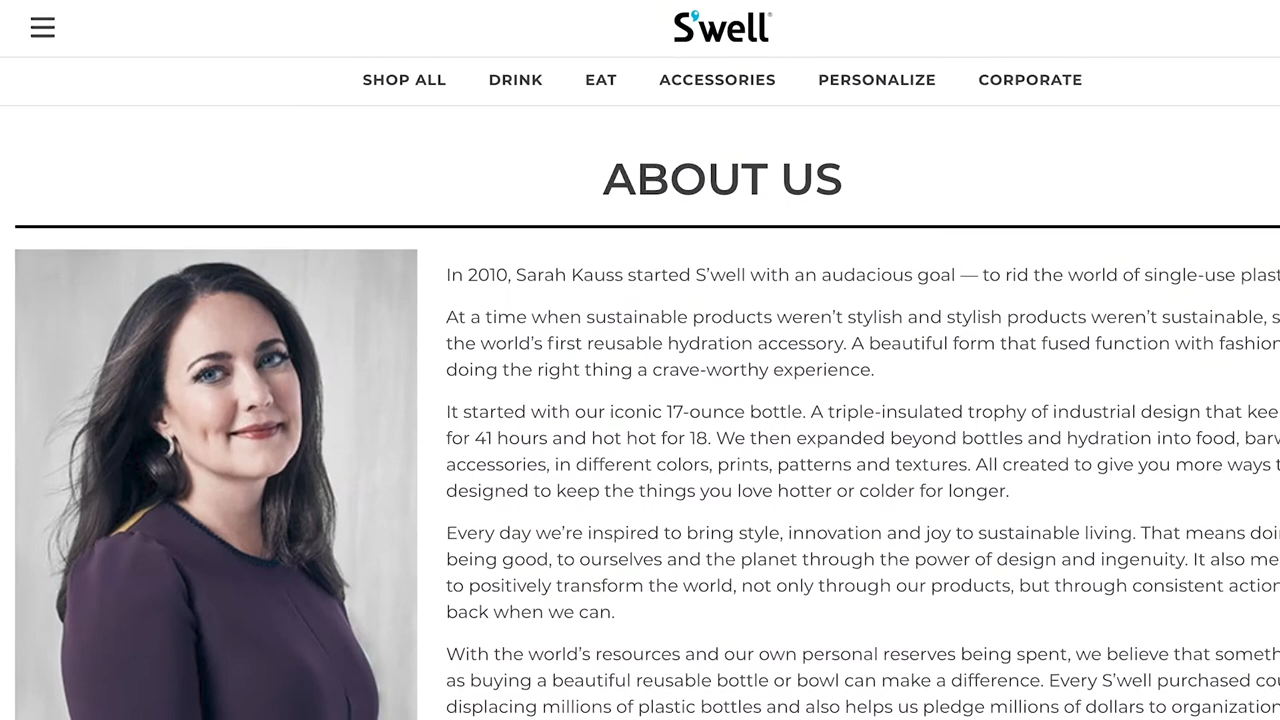 S'well®
SHOP ALL DRINK EAT ACCESSORIES PERSONALIZE CORPORATE
ABOUT US
In 2010, Sarah Kauss started S’well with an audacious goal — to rid the world of single-use
At a time when sustainable products weren’t stylish and stylish products weren’t sustainable,
the world’s first reusable hydration accessory. A beautiful form that fused function with fashion
doing the right thing a crave-worthy experience.
It started with our iconic 17-ounce bottle. A triple-insulated trophy of industrial design that
for 41 hours and hot hot for 18. We then expanded beyond bottles and hydration into food,
accessories, in different colors, prints, patterns and textures. All created to give you more ways
designed to keep the things you love hotter or colder for longer.
Every day we’re inspired to bring style, innovation and joy to sustainable living. That means
being good, to ourselves and the planet through the power of design and ingenuity. It also
to positively transform the world, not only through our products, but through consistent
back when we can.
With the world’s resources and our own personal reserves being spent, we believe that
as buying a beautiful reusable bottle or bowl can make a difference. Every S’well purchased
displacing millions of plastic bottles and also helps us pledge millions of dollars to